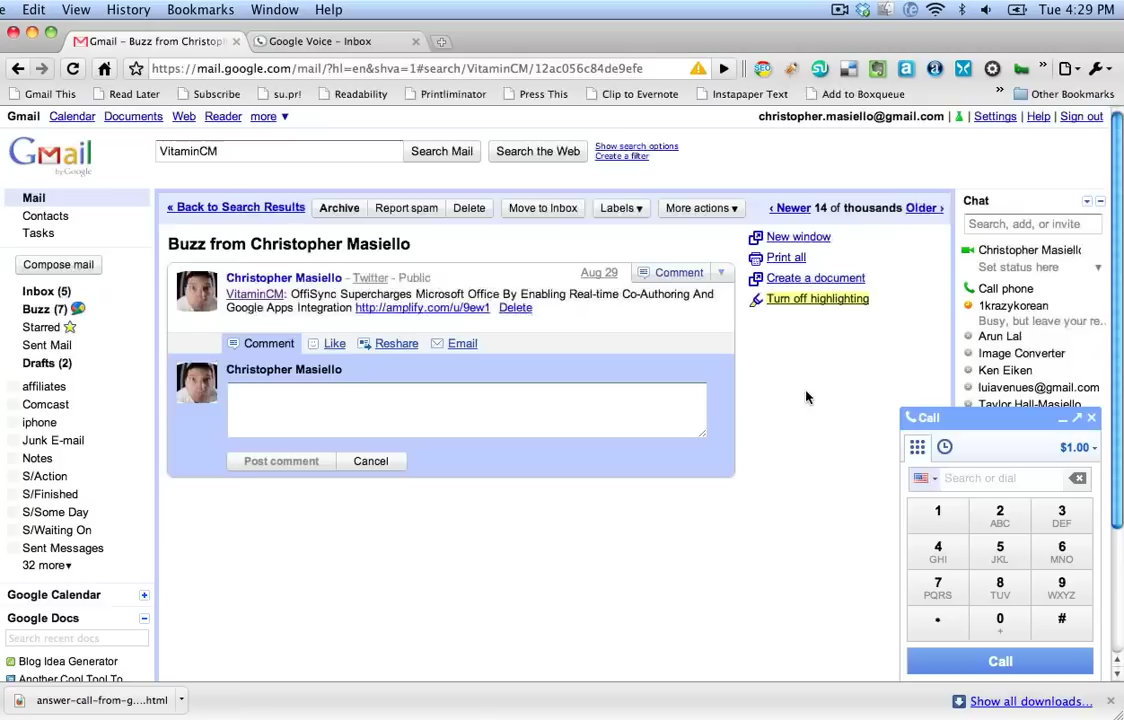 e Edit View History Bookmarks Window Help Tue 4:29 PM
Gmail – Buzz from Christoph Google Voice – Inbox
https://mail.google.com/mail/?hl=en&shva=1#search/VitaminCM/12ac056c84de9efe
Gmail This Read Later Subscribe su.pr! Readability Printliminator Press This Clip to Evernote Instapaper Text Add to Boxqueue » Other Bookmarks
Gmail Calendar Documents Web Reader more ▼ christopher.masiello@gmail.com | Settings | Help | Sign out
Gmail
by Google
VitaminCM Search Mail Search the Web
Show search options
Create a filter
Mail
Contacts
Tasks
Compose mail
Inbox (5)
Buzz (7)
Starred
Sent Mail
Drafts (2)
affiliates
Comcast
iphone
Junk E-mail
Notes
S/Action
S/Finished
S/Some Day
S/Waiting On
Sent Messages
32 more▾
Google Calendar
Google Docs
Search recent docs
Blog Idea Generator
Another Cool Tool To
« Back to Search Results Archive Report spam Delete Move to Inbox Labels ▾ More actions ▾ ‹ Newer 14 of thousands Older ›
Buzz from Christopher Masiello
Christopher Masiello - Twitter - Public Aug 29 Comment
VitaminCM: OffiSync Supercharges Microsoft Office By Enabling Real-time Co-Authoring And
Google Apps Integration http://amplify.com/u/9ew1 Delete
Comment Like Reshare Email
Christopher Masiello
Post comment Cancel
New window
Print all
Create a document
Turn off highlighting
Chat
Search, add, or invite
Christopher Masiell
Set status here
Call phone
1krazykorean
Busy, but leave your re...
Arun Lal
Image Converter
Ken Eiken
luiavenues@gmail.com
Taylor Hall-Masiello
Call
$1.00
Search or dial
1 2 3
ABC DEF
4 5 6
GHI JKL MNO
7 8 9
PQRS TUV WXYZ
• 0 #
+
Call
answer-call-from-g....html Show all downloads...